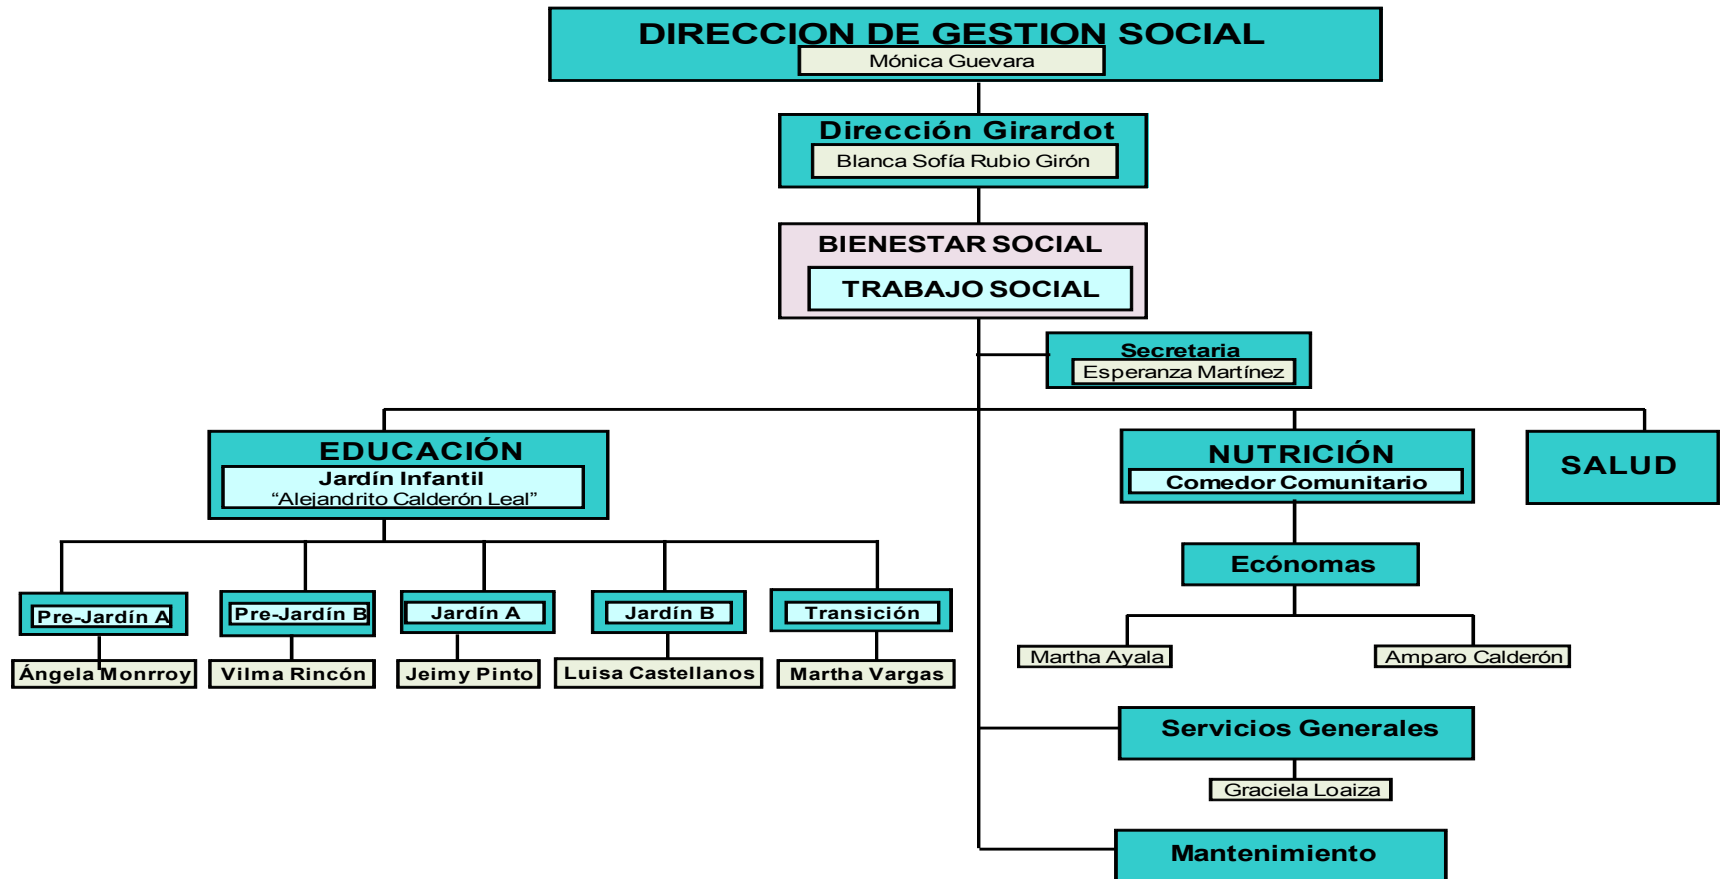 DIRECCION DE GESTION SOCIAL
Mónica Guevara
Dirección Girardot
Blanca Sofía Rubio Girón
BIENESTAR SOCIAL
TRABAJO SOCIAL
Secretaria
Esperanza Martínez
EDUCACIÓN
Jardín Infantil
“Alejandrito Calderón Leal”
NUTRICIÓN
Comedor Comunitario
SALUD
Ecónomas
Pre-Jardín A
Pre-Jardín B
Jardín A
Jardín B
Transición
Ángela Monrroy
Vilma Rincón
Jeimy Pinto
Luisa Castellanos
Martha Vargas
Martha Ayala
Amparo Calderón
Servicios Generales
Graciela Loaiza
Mantenimiento